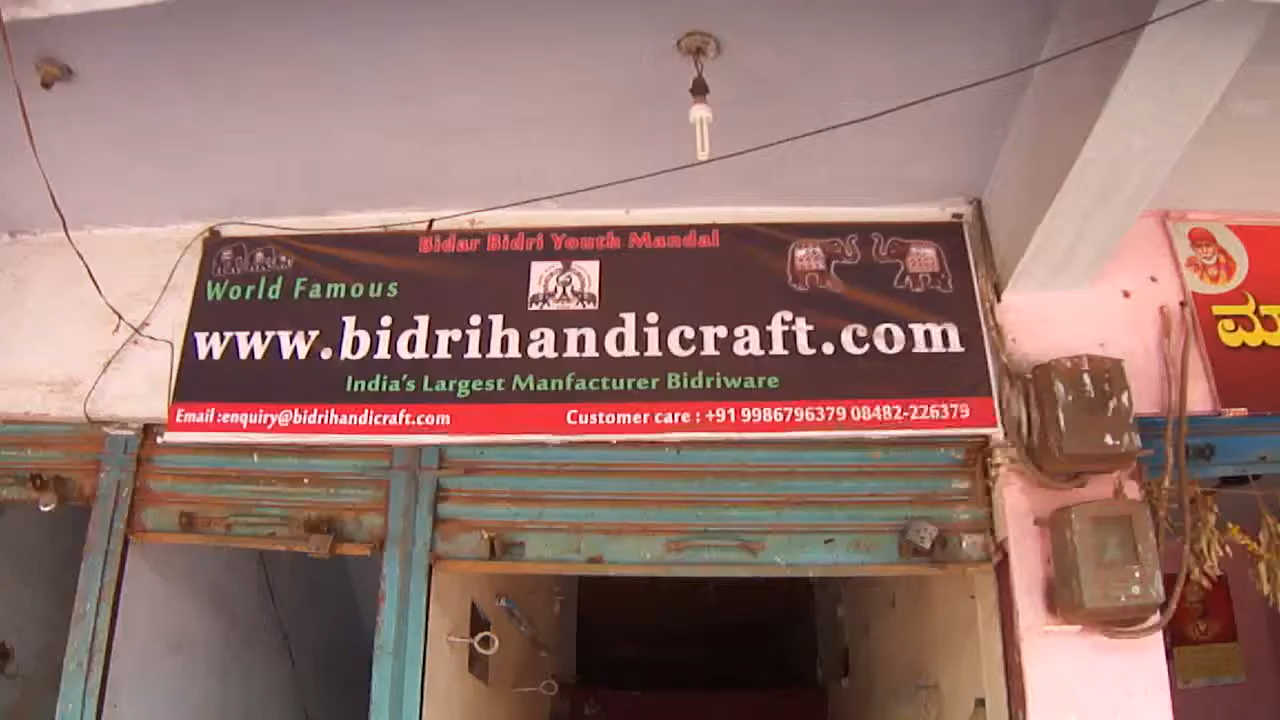 Bidar Bidri Youth Mandal
World Famous
www.bidrihandicraft.com
India's Largest Manfacturer Bidriware
Email :enquiry@bidrihandicraft.com
Customer care : +91 9986796379 08482-226379